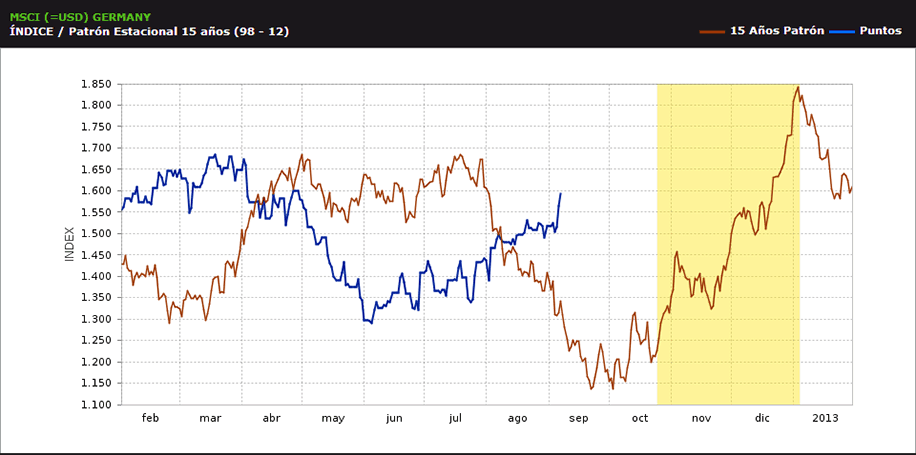 MSCI (=USD) GERMANY
ÍNDICE / Patrón Estacional 15 años (98 - 12)
15 Años Patrón
Puntos
INDEX
1.850
1.800
1.750
1.700
1.650
1.600
1.550
1.500
1.450
1.400
1.350
1.300
1.250
1.200
1.150
1.100
feb mar abr may jun jul ago sep oct nov dic 2013